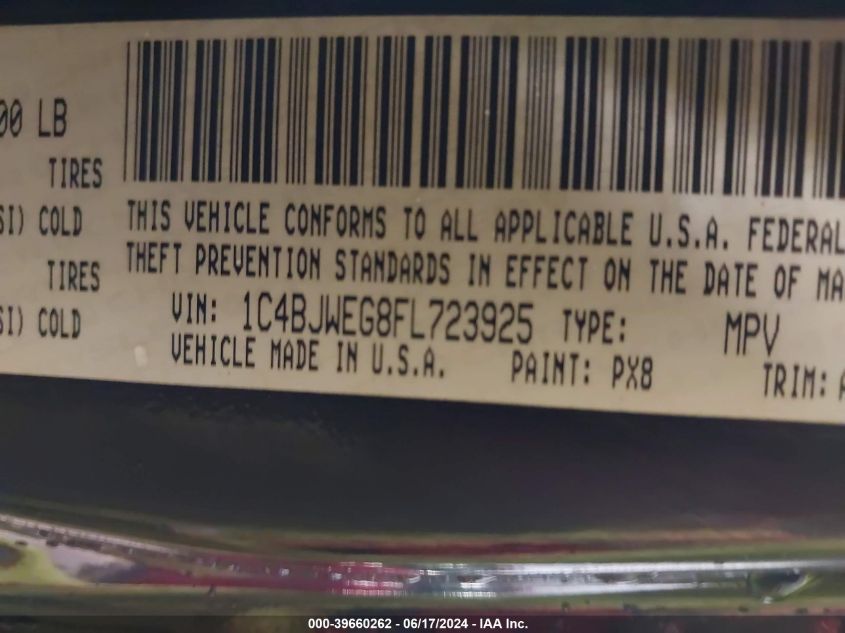 00 LB
TIRES
SI) COLD
TIRES
SI) COLD
THIS VEHICLE CONFORMS TO ALL APPLICABLE U.S.A. FEDERAL
THEFT PREVENTION STANDARDS IN EFFECT ON THE DATE OF MA
VIN: 1C4BJWEG8FL723925 TYPE: MPV
VEHICLE MADE IN U.S.A. PAINT: PX8 TRIM: A
000-39660262 - 06/17/2024 - IAA Inc.